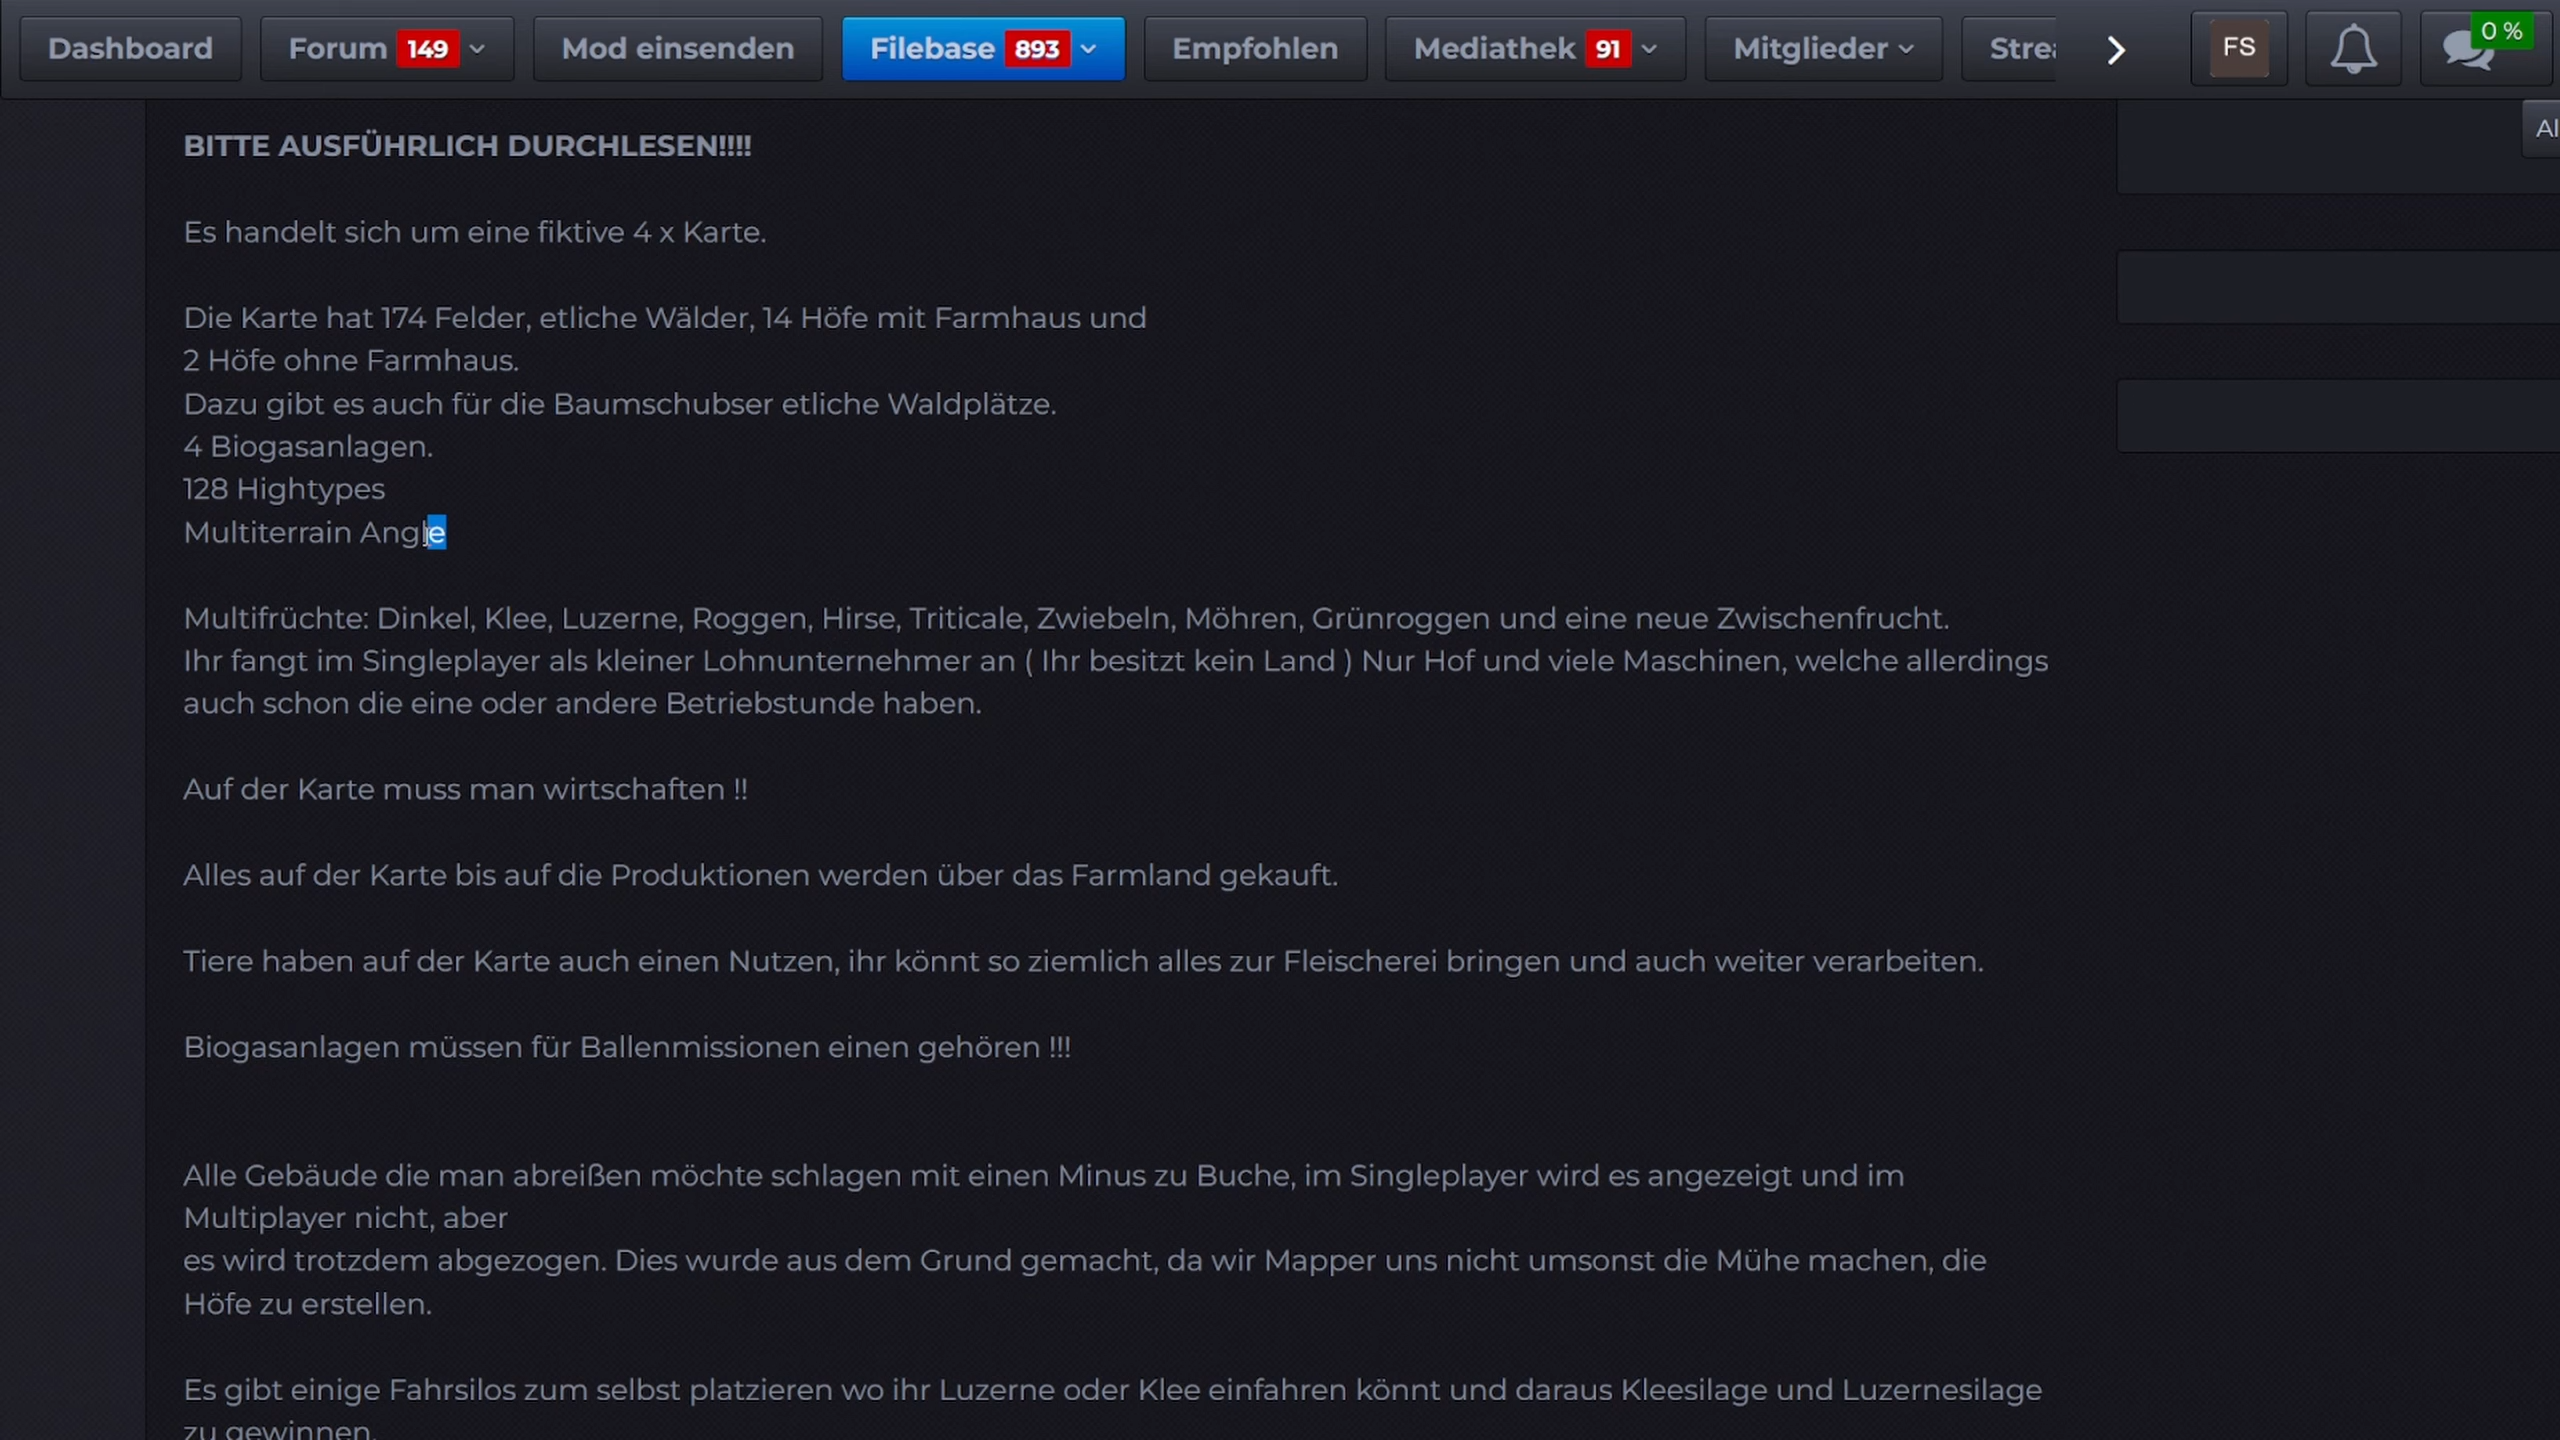 Dashboard
Forum 149
Mod einsenden
Filebase 893
Empfohlen
Mediathek 91
Mitglieder
FS
0 %
BITTE AUSFÜHRLICH DURCHLESEN!!!!
Es handelt sich um eine fiktive 4 x Karte.
Die Karte hat 174 Felder, etliche Wälder, 14 Höfe mit Farmhaus und
2 Höfe ohne Farmhaus.
Dazu gibt es auch für die Baumschubser etliche Waldplätze.
4 Biogasanlagen.
128 Hightypes
Multiterrain Angle
Multifrüchte: Dinkel, Klee, Luzerne, Roggen, Hirse, Triticale, Zwiebeln, Möhren, Grünroggen und eine neue Zwischenfrucht.
Ihr fangt im Singleplayer als kleiner Lohnunternehmer an ( Ihr besitzt kein Land ) Nur Hof und viele Maschinen, welche allerdings
auch schon die eine oder andere Betriebstunde haben.
Auf der Karte muss man wirtschaften !!
Alles auf der Karte bis auf die Produktionen werden über das Farmland gekauft.
Tiere haben auf der Karte auch einen Nutzen, ihr könnt so ziemlich alles zur Fleischerei bringen und auch weiter verarbeiten.
Biogasanlagen müssen für Ballenmissionen einen gehören !!!
Alle Gebäude die man abreißen möchte schlagen mit einen Minus zu Buche, im Singleplayer wird es angezeigt und im
Multiplayer nicht, aber
es wird trotzdem abgezogen. Dies wurde aus dem Grund gemacht, da wir Mapper uns nicht umsonst die Mühe machen, die
Höfe zu erstellen.
Es gibt einige Fahrsilos zum selbst platzieren wo ihr Luzerne oder Klee einfahren könnt und daraus Kleesilage und Luzernesilage
zu gewinnen.